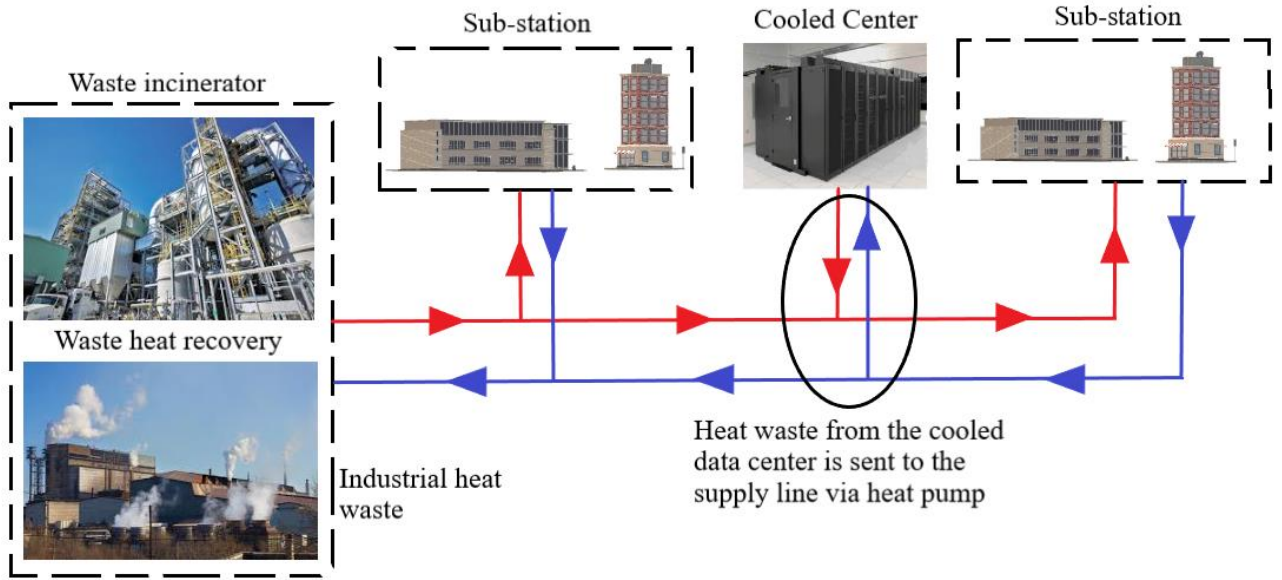 Sub-station
Cooled Center
Sub-station
Waste incinerator
Waste heat recovery
Industrial heat
waste
Heat waste from the cooled
data center is sent to the
supply line via heat pump